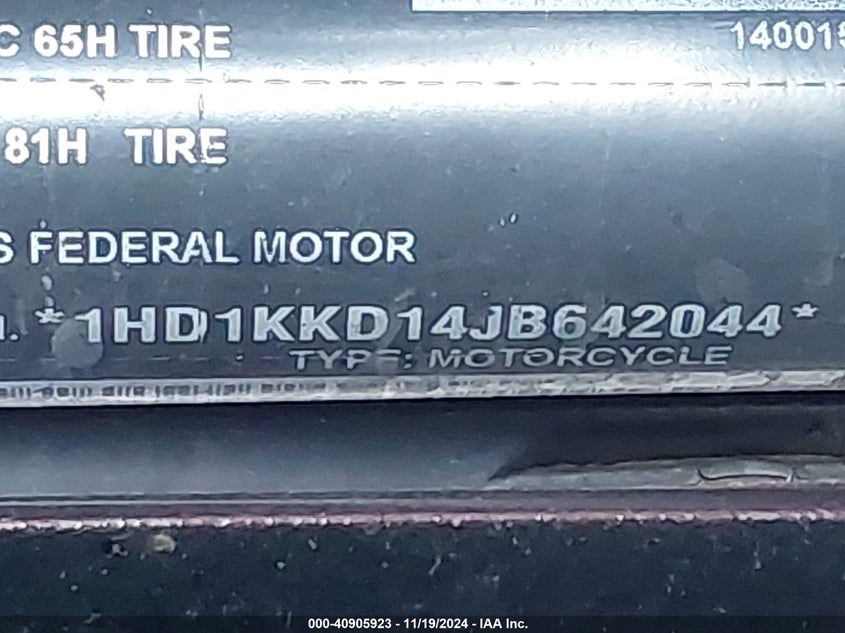 C 65H TIRE
140015
81H TIRE
S FEDERAL MOTOR
*1HD1KKD14JB642044*
TYPE: MOTORCYCLE
000-40905923 - 11/19/2024 - IAA Inc.